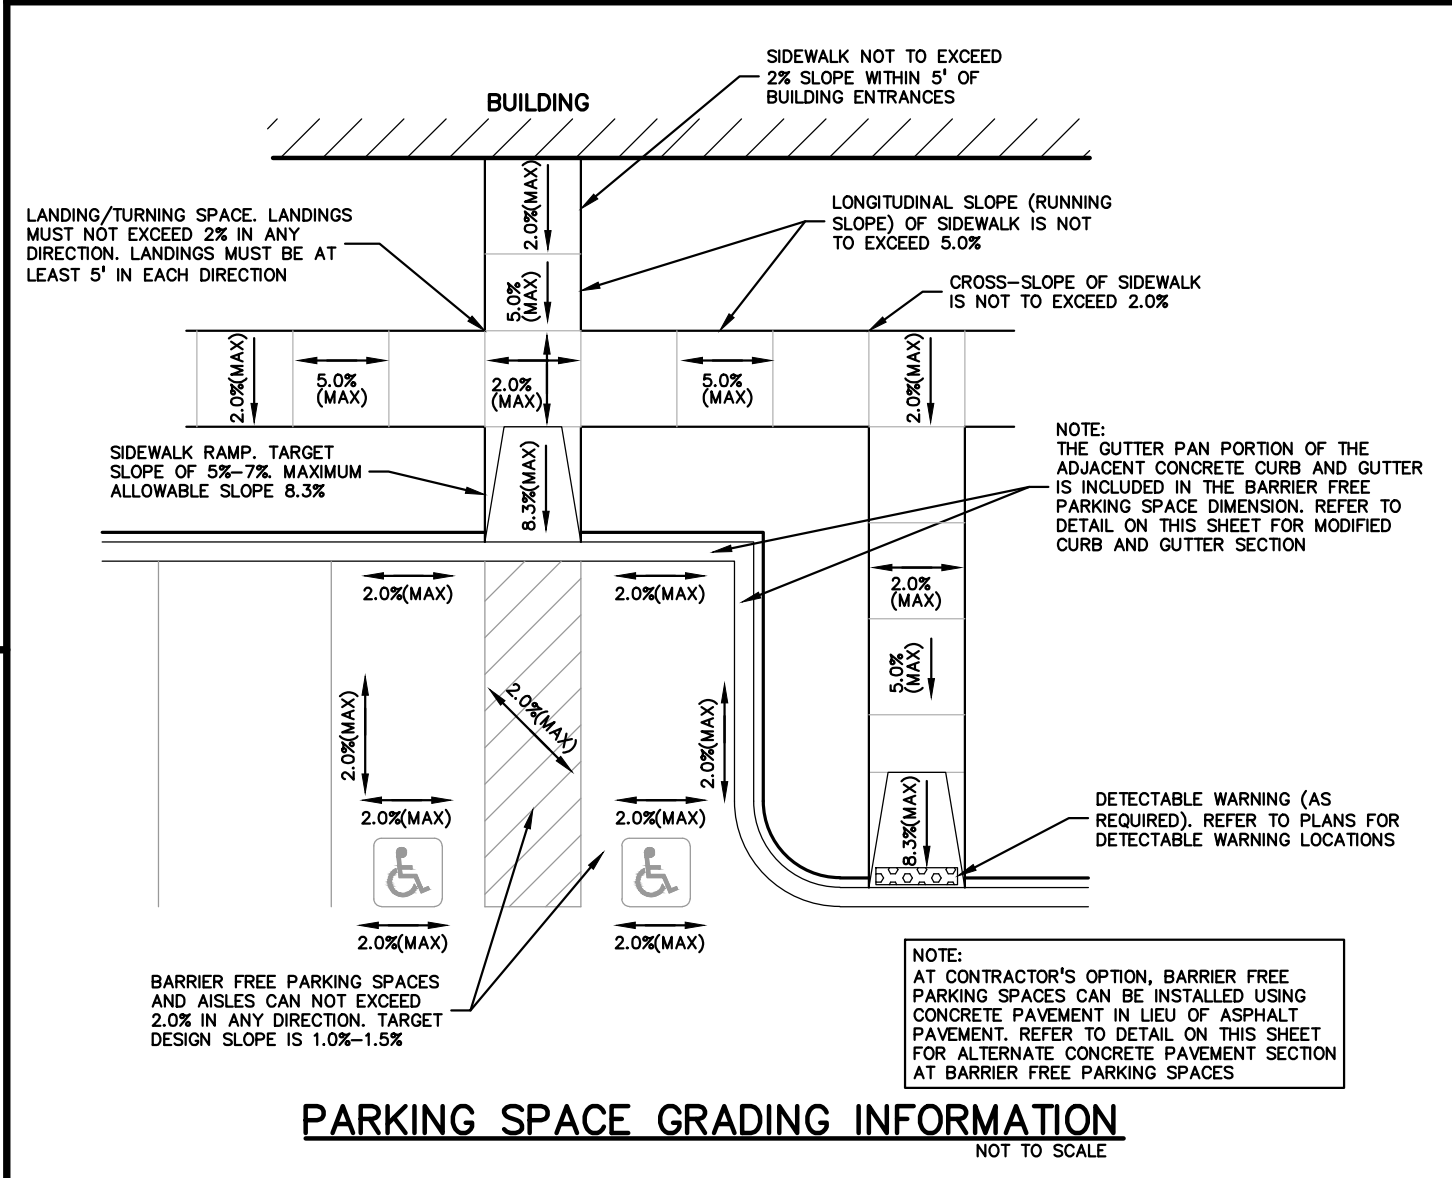 SIDEWALK NOT TO EXCEED
2% SLOPE WITHIN 5' OF
BUILDING ENTRANCES
BUILDING
2.0%(MAX)
LANDING/TURNING SPACE. LANDINGS
MUST NOT EXCEED 2% IN ANY
DIRECTION. LANDINGS MUST BE AT
LEAST 5' IN EACH DIRECTION
LONGITUDINAL SLOPE (RUNNING
SLOPE) OF SIDEWALK IS NOT
TO EXCEED 5.0%
5.0%
(MAX)
CROSS-SLOPE OF SIDEWALK
IS NOT TO EXCEED 2.0%
2.0%(MAX)
5.0%
(MAX)
2.0%
(MAX)
5.0%
(MAX)
2.0%(MAX)
SIDEWALK RAMP. TARGET
SLOPE OF 5%-7%. MAXIMUM
ALLOWABLE SLOPE 8.3%
8.3%(MAX)
NOTE:
THE GUTTER PAN PORTION OF THE
ADJACENT CONCRETE CURB AND GUTTER
IS INCLUDED IN THE BARRIER FREE
PARKING SPACE DIMENSION. REFER TO
DETAIL ON THIS SHEET FOR MODIFIED
CURB AND GUTTER SECTION
2.0%(MAX)
2.0%(MAX)
2.0%
(MAX)
5.0%
(MAX)
2.0%(MAX)
2.0%(MAX)
2.0%(MAX)
2.0%(MAX)
2.0%(MAX)
8.3%(MAX)
DETECTABLE WARNING (AS
REQUIRED). REFER TO PLANS FOR
DETECTABLE WARNING LOCATIONS
2.0%(MAX)
2.0%(MAX)
BARRIER FREE PARKING SPACES
AND AISLES CAN NOT EXCEED
2.0% IN ANY DIRECTION. TARGET
DESIGN SLOPE IS 1.0%-1.5%
NOTE:
AT CONTRACTOR'S OPTION, BARRIER FREE
PARKING SPACES CAN BE INSTALLED USING
CONCRETE PAVEMENT IN LIEU OF ASPHALT
PAVEMENT. REFER TO DETAIL ON THIS SHEET
FOR ALTERNATE CONCRETE PAVEMENT SECTION
AT BARRIER FREE PARKING SPACES
PARKING SPACE GRADING INFORMATION
NOT TO SCALE